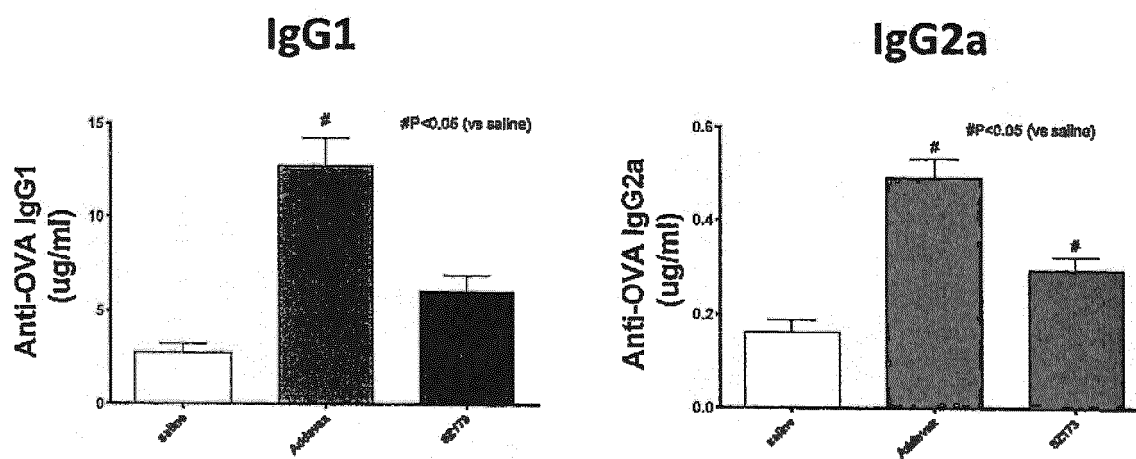 IgG1
IgG2a
Anti-OVA IgG1
(ug/ml)
15
10
5
0
#
#P<0.05 (vs saline)
saline
Addavax
Anti-OVA IgG2a
(ug/ml)
0.6
0.4
0.2
0.0
#
#
#P<0.05 (vs saline)
saline
Addavax
SZ173